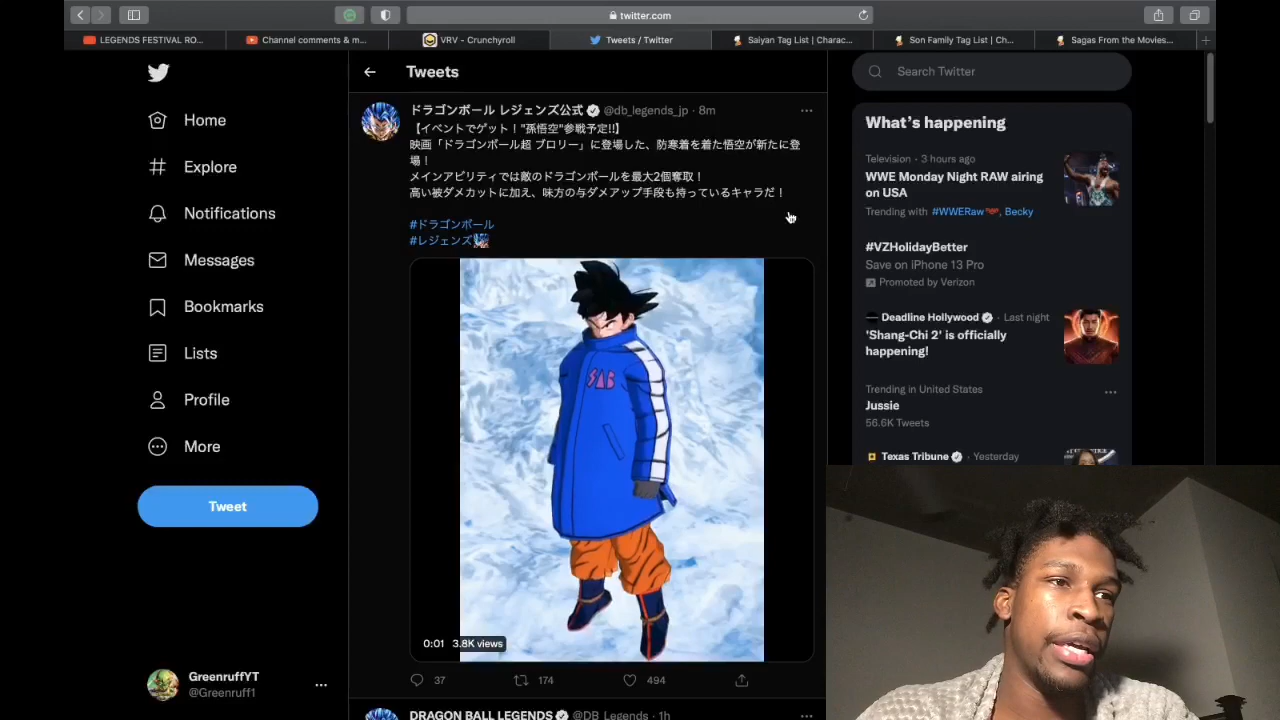 twitter.com
LEGENDS FESTIVAL RO...
Channel comments & m...
VRV - Crunchyroll
Tweets / Twitter
Saiyan Tag List | Charac...
Son Family Tag List | Ch...
Sagas From the Movies...
Home
Explore
Notifications
Messages
Bookmarks
Lists
Profile
More
Tweet
GreenruffYT
@Greenruff1
Tweets
ドラゴンボール レジェンズ公式 @db_legends_jp · 8m
【イベントでゲット！"孫悟空"参戦予定!!】
映画「ドラゴンボール超 ブロリー」に登場した、防寒着を着た悟空が新たに登
場！
メインアビリティでは敵のドラゴンボールを最大2個奪取！
高い被ダメカットに加え、味方の与ダメアップ手段も持っているキャラだ！
#ドラゴンボール
#レジェンズ
SAB
0:01 3.8K views
37 174 494
DRAGON BALL LEGENDS @DB_Legends · 1h
Search Twitter
What's happening
Television · 3 hours ago
WWE Monday Night RAW airing
on USA
Trending with #WWERaw, Becky
#VZHolidayBetter
Save on iPhone 13 Pro
Promoted by Verizon
Deadline Hollywood · Last night
'Shang-Chi 2' is officially
happening!
Trending in United States
Jussie
56.6K Tweets
Texas Tribune · Yesterday